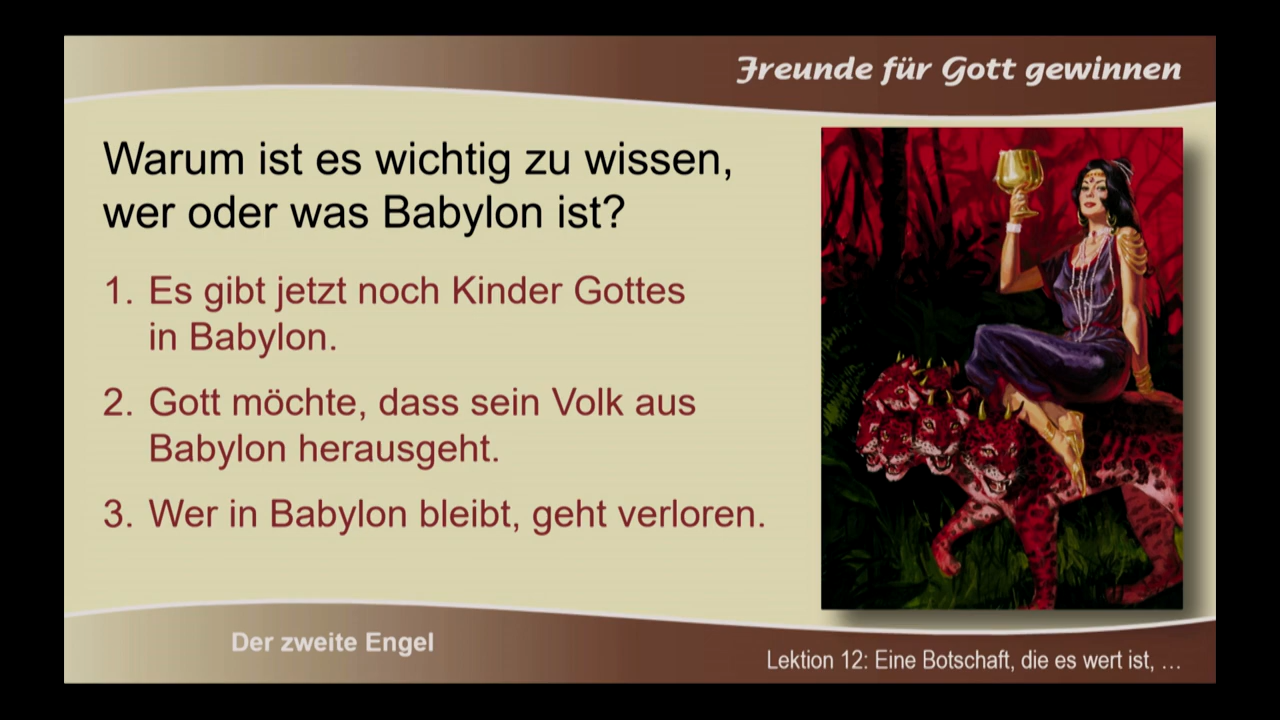 Freunde für Gott gewinnen
Warum ist es wichtig zu wissen,
wer oder was Babylon ist?
1. Es gibt jetzt noch Kinder Gottes
in Babylon.
2. Gott möchte, dass sein Volk aus
Babylon herausgeht.
3. Wer in Babylon bleibt, geht verloren.
Der zweite Engel
Lektion 12: Eine Botschaft, die es wert ist, …